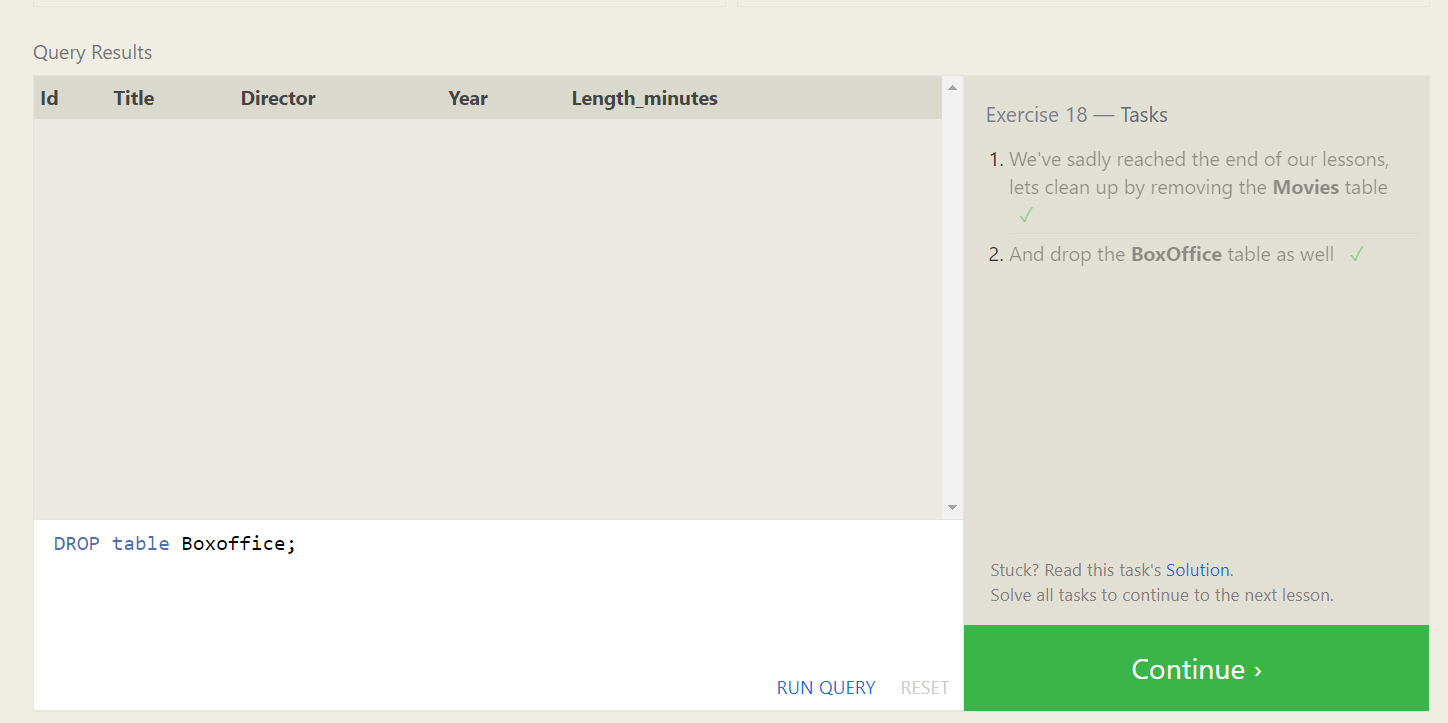 Query Results
Id Title Director Year Length_minutes
DROP table Boxoffice;
RUN QUERY RESET
Exercise 18 — Tasks
1. We've sadly reached the end of our lessons,
lets clean up by removing the Movies table
✓
2. And drop the BoxOffice table as well ✓
Stuck? Read this task's Solution.
Solve all tasks to continue to the next lesson.
Continue ›